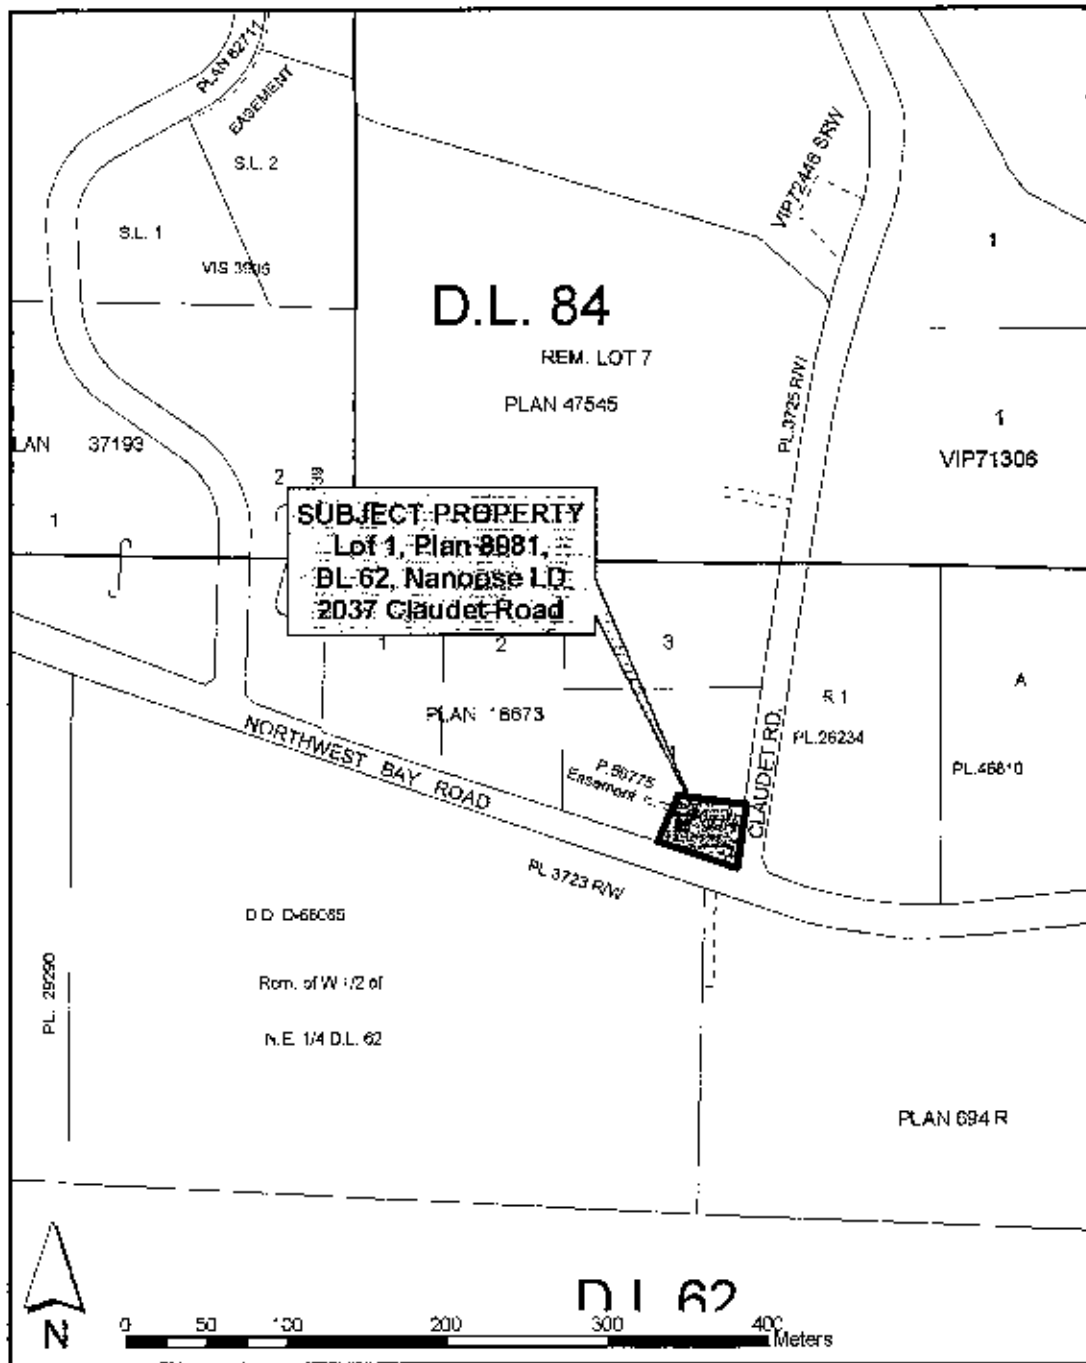 PLAN 62711
EASEMENT
S.L. 2
S.L. 1
VIS 3906
VIP72446 SRW
1
D.L. 84
REM. LOT 7
PLAN 47545
PL.3725 R/W
1
VIP71306
LAN 37193
1
2
SUBJECT PROPERTY
Lot 1, Plan 8981,
DL 62, Nanoose LD
2037 Claudet Road
1
2
3
R 1
A
PLAN 16673
PL.26234
PL.46810
NORTHWEST BAY ROAD
Easement
CLAUDET RD.
PL 3723 R/W
D.D. D-66065
PL. 29290
Rem. of W 1/2 of
N.E. 1/4 D.L. 62
PLAN 694 R
D.L. 62
N
0 50 100 200 300 400
Meters